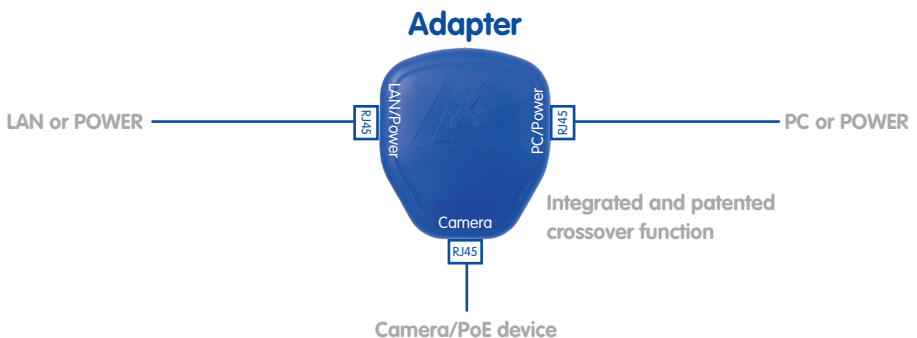 Adapter
LAN or POWER
RJ45
LAN/Power
PC/Power
RJ45
PC or POWER
Integrated and patented
crossover function
Camera
RJ45
Camera/PoE device